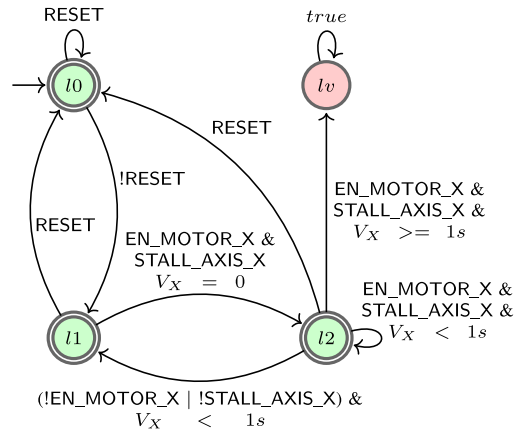 RESET
true
l0
lv
RESET
!RESET
EN_MOTOR_X &
STALL_AXIS_X &
V_X >= 1s
RESET
EN_MOTOR_X &
STALL_AXIS_X
V_X = 0
EN_MOTOR_X &
STALL_AXIS_X &
V_X < 1s
l1
l2
(!EN_MOTOR_X | !STALL_AXIS_X) &
V_X < 1s